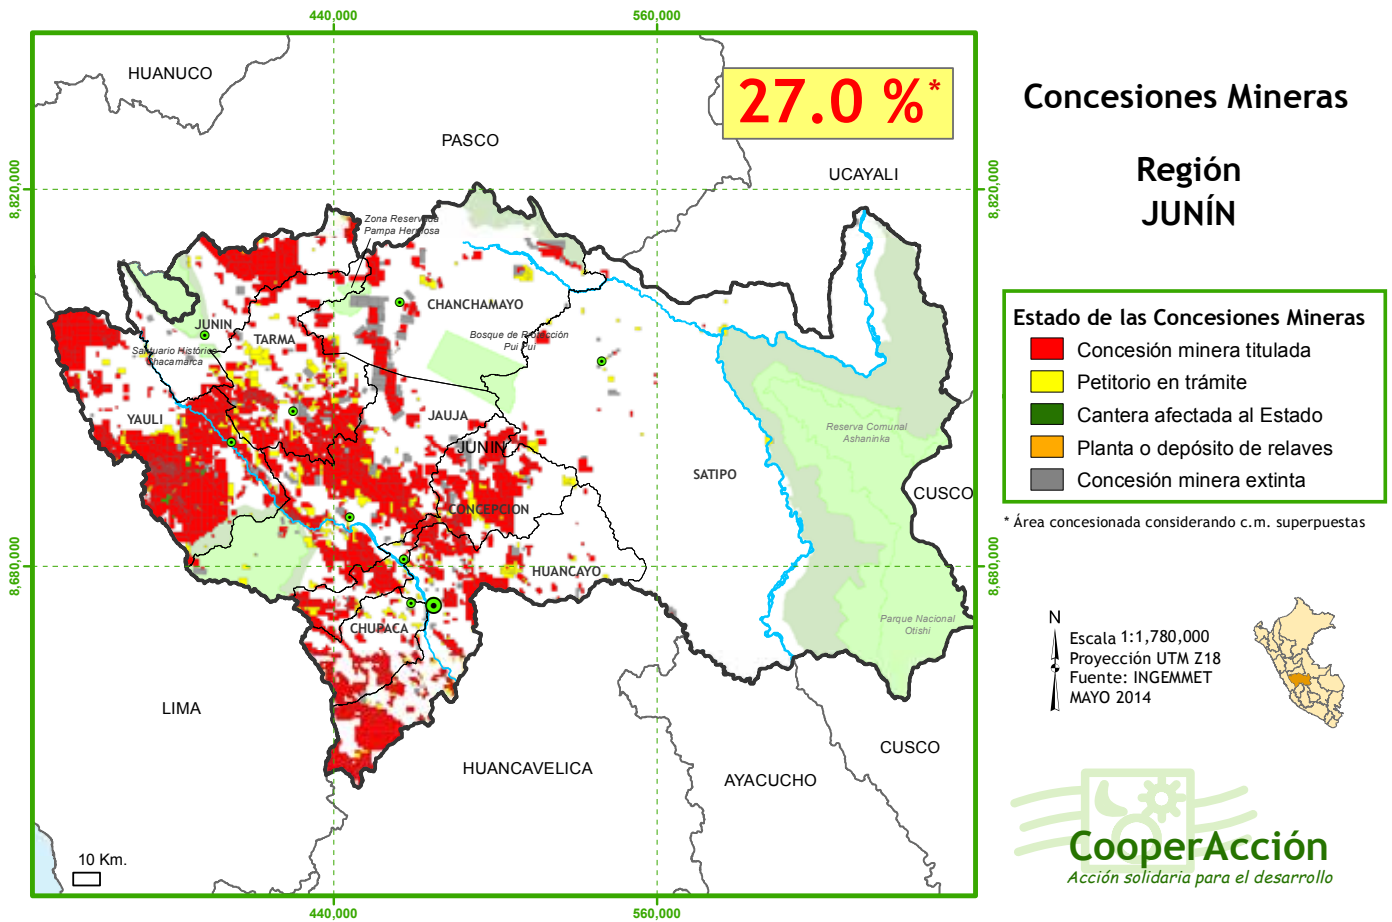 440,000
560,000
HUANUCO
27.0 %*
PASCO
UCAYALI
8,820,000
8,820,000
Zona Reservada
Pampa Hermosa
CHANCHAMAYO
JUNIN
TARMA
Bosque de Protección
Pui Pui
Santuario Histórico
Chacamarca
YAULI
JAUJA
JUNIN
Reserva Comunal
Ashaninka
SATIPO
CUSCO
CONCEPCION
8,680,000
8,680,000
HUANCAYO
CHUPACA
Parque Nacional
Otishi
LIMA
HUANCAVELICA
AYACUCHO
CUSCO
10 Km.
440,000
560,000
Concesiones Mineras
Región
JUNÍN
Estado de las Concesiones Mineras
Concesión minera titulada
Petitorio en trámite
Cantera afectada al Estado
Planta o depósito de relaves
Concesión minera extinta
* Área concesionada considerando c.m. superpuestas
N
Escala 1:1,780,000
Proyección UTM Z18
Fuente: INGEMMET
MAYO 2014
CooperAcción
Acción solidaria para el desarrollo